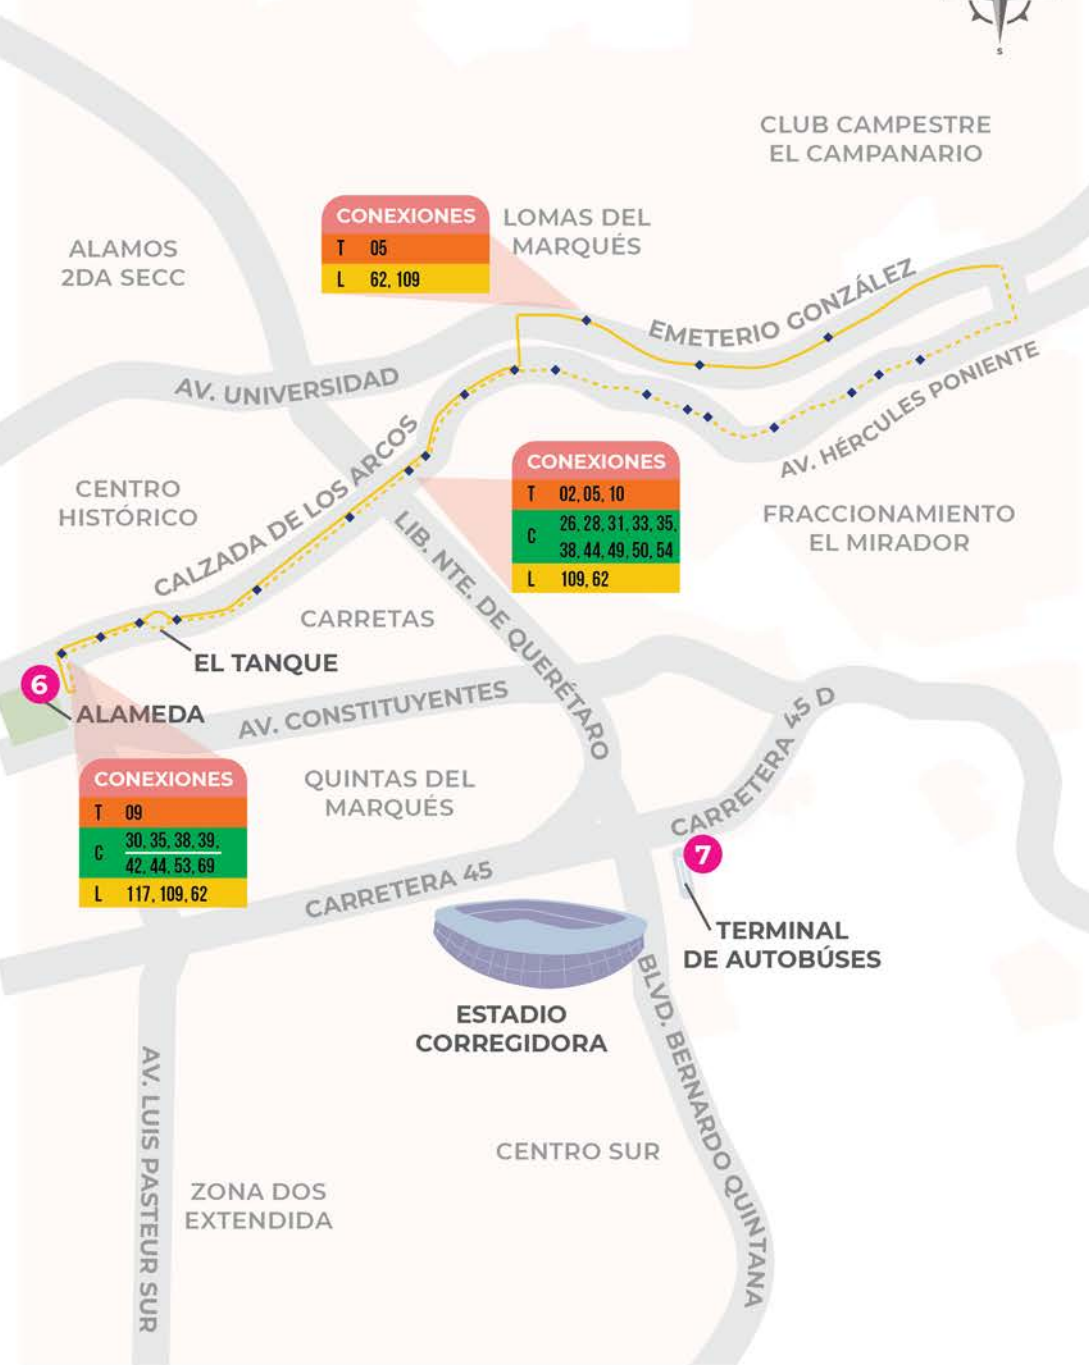 S
CLUB CAMPESTRE
EL CAMPANARIO
CONEXIONES
T 05
L 62, 109
LOMAS DEL
MARQUÉS
ALAMOS
2DA SECC
EMETERIO GONZÁLEZ
AV. UNIVERSIDAD
AV. HÉRCULES PONIENTE
CALZADA DE LOS ARCOS
CONEXIONES
T 02, 05, 10
C 26, 28, 31, 33, 35,
38, 44, 49, 50, 54
L 109, 62
CENTRO
HISTÓRICO
FRACCIONAMIENTO
EL MIRADOR
LIB. NTE. DE QUERÉTARO
CARRETAS
EL TANQUE
6
ALAMEDA
AV. CONSTITUYENTES
CARRETERA 45 D
CONEXIONES
T 09
C 30, 35, 38, 39,
42, 44, 53, 69
L 117, 109, 62
QUINTAS DEL
MARQUÉS
7
CARRETERA 45
TERMINAL
DE AUTOBÚSES
ESTADIO
CORREGIDORA
BLVD. BERNARDO QUINTANA
AV. LUIS PASTEUR SUR
CENTRO SUR
ZONA DOS
EXTENDIDA